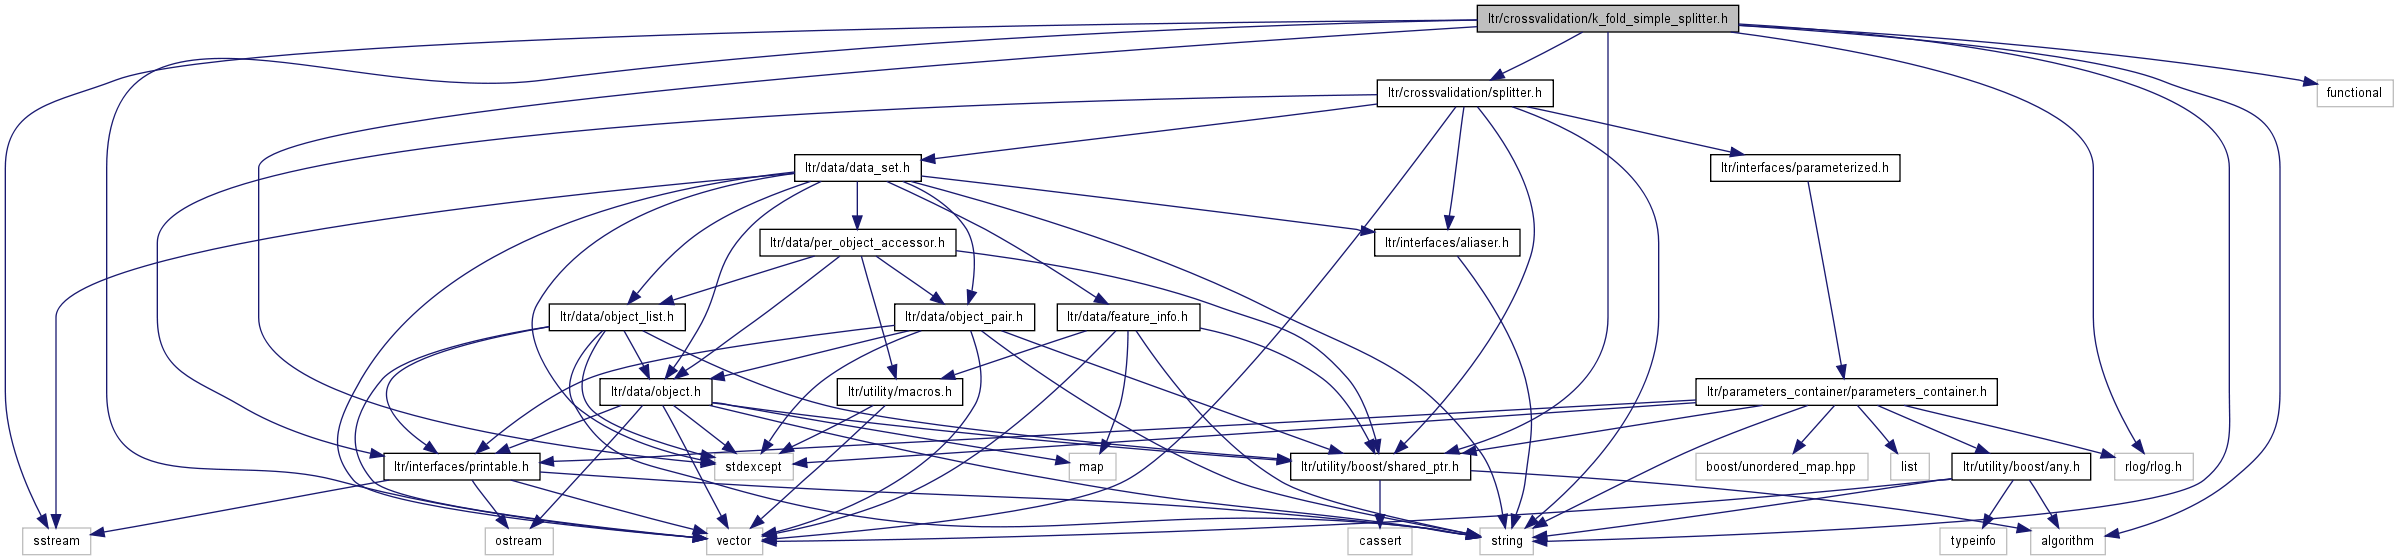 ltr/crossvalidation/k_fold_simple_splitter.h
ltr/crossvalidation/splitter.h
functional
ltr/data/data_set.h
ltr/interfaces/parameterized.h
ltr/data/per_object_accessor.h
ltr/interfaces/aliaser.h
ltr/data/object_list.h
ltr/data/object_pair.h
ltr/data/feature_info.h
ltr/data/object.h
ltr/utility/macros.h
ltr/parameters_container/parameters_container.h
ltr/interfaces/printable.h
stdexcept
map
ltr/utility/boost/shared_ptr.h
boost/unordered_map.hpp
list
ltr/utility/boost/any.h
rlog/rlog.h
sstream
ostream
vector
cassert
string
typeinfo
algorithm